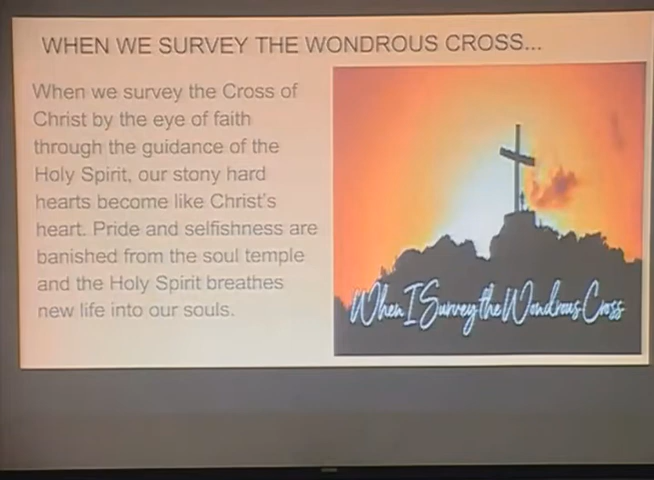 WHEN WE SURVEY THE WONDROUS CROSS...
When we survey the Cross of
Christ by the eye of faith
through the guidance of the
Holy Spirit, our stony hard
hearts become like Christ's
heart. Pride and selfishness are
banished from the soul temple
and the Holy Spirit breathes
new life into our souls.
When I Survey the Wondrous Cross